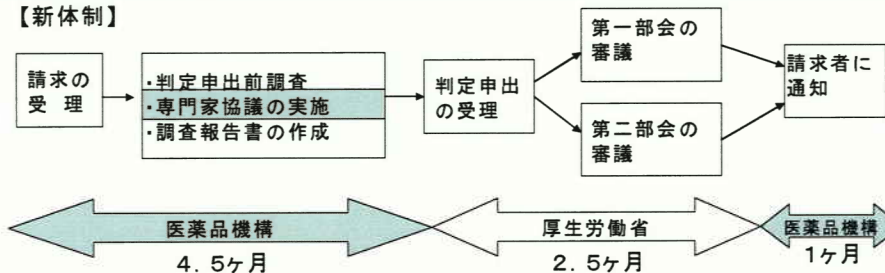 【新体制】
請求の
受 理
・判定申出前調査
・専門家協議の実施
・調査報告書の作成
判定申出
の受理
第一部会の
審議
第二部会の
審議
請求者に
通知
医薬品機構
厚生労働省
医薬品機構
4．5ヶ月
2．5ヶ月
1ヶ月